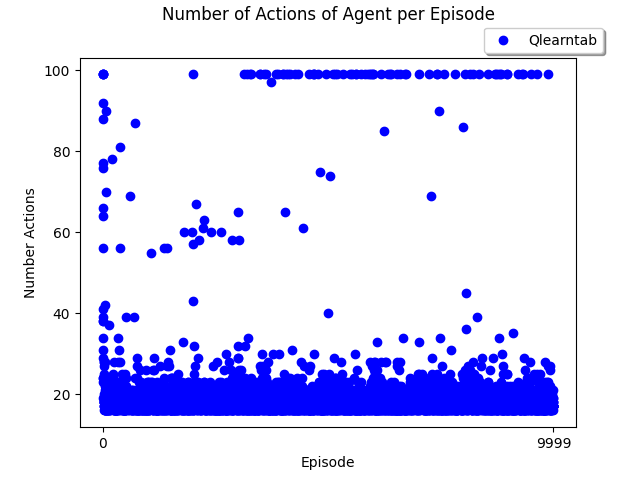 Number of Actions of Agent per Episode
Qlearntab
100
80
60
40
20
Number Actions
0
9999
Episode